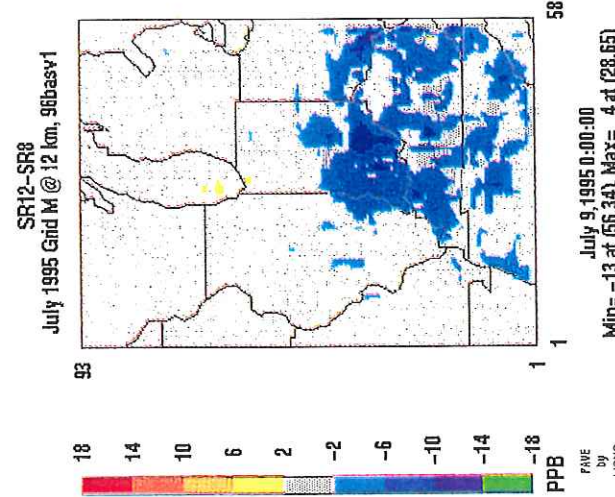 SR12-SR8
July 1995 Grid M @ 12 km, 96basv1
18
14
10
6
2
-2
-6
-10
-14
-18
PPB
PAVE
by
93
1
1
58
July 9, 1995 0:00:00
Min= -13 at (56,34) Max= 4 at (28,65)